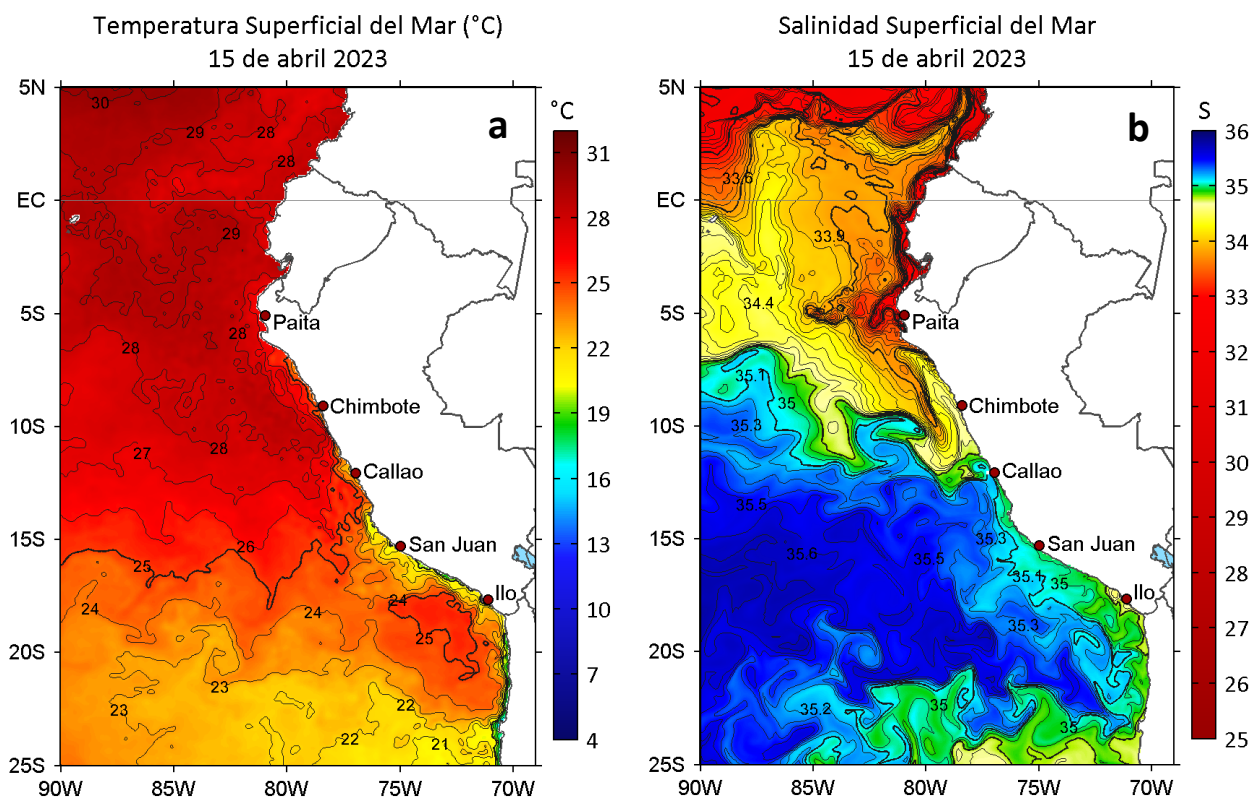 Temperatura Superficial del Mar (°C)
15 de abril 2023
Salinidad Superficial del Mar
15 de abril 2023
5N
EC
5S
10S
15S
20S
25S
90W
85W
80W
75W
70W
30
29
28
28
29
28
28
28
27
26
25
24
24
24
25
23
23
22
22
21
a
Paita
Chimbote
Callao
San Juan
Ilo
°C
31
28
25
22
19
16
13
10
7
4
5N
EC
5S
10S
15S
20S
25S
90W
85W
80W
75W
70W
33.6
33.9
34.4
35.1
35
35.3
35.5
35.6
35.5
35.3
35.4
35
35.3
35.2
35
35
b
Paita
Chimbote
Callao
San Juan
Ilo
S
36
35
34
33
32
31
30
29
28
27
26
25